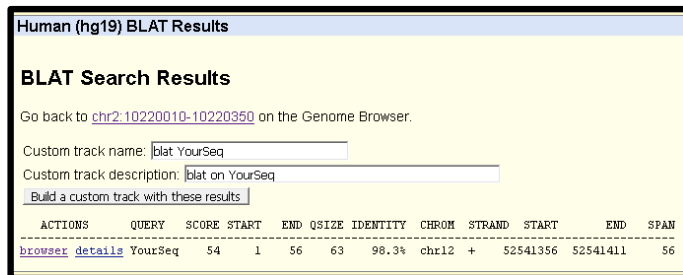 Human (hg19) BLAT Results
BLAT Search Results
Go back to chr2:10220010-10220350 on the Genome Browser.
Custom track name: blat YourSeq
Custom track description: blat on YourSeq
Build a custom track with these results
ACTIONS QUERY SCORE START END QSIZE IDENTITY CHROM STRAND START END SPAN
browser details YourSeq 54 1 56 63 98.3% chr12 + 52541356 52541411 56